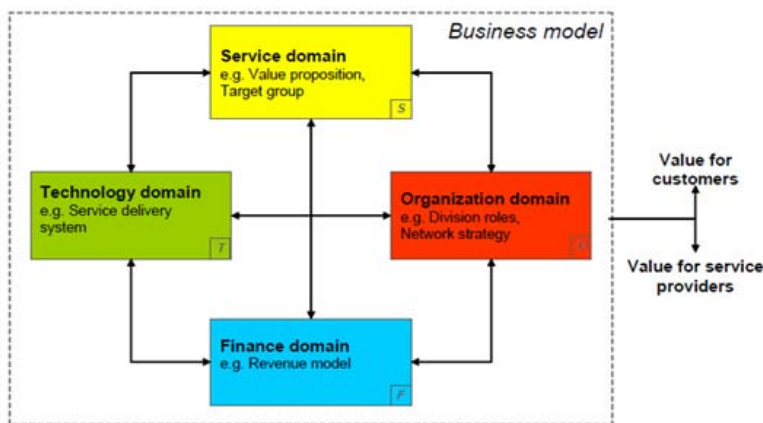 Business model
Service domain
e.g. Value proposition,
Target group
S
Technology domain
e.g. Service delivery
system
T
Organization domain
e.g. Division roles,
Network strategy
O
Finance domain
e.g. Revenue model
F
Value for
customers
Value for service
providers